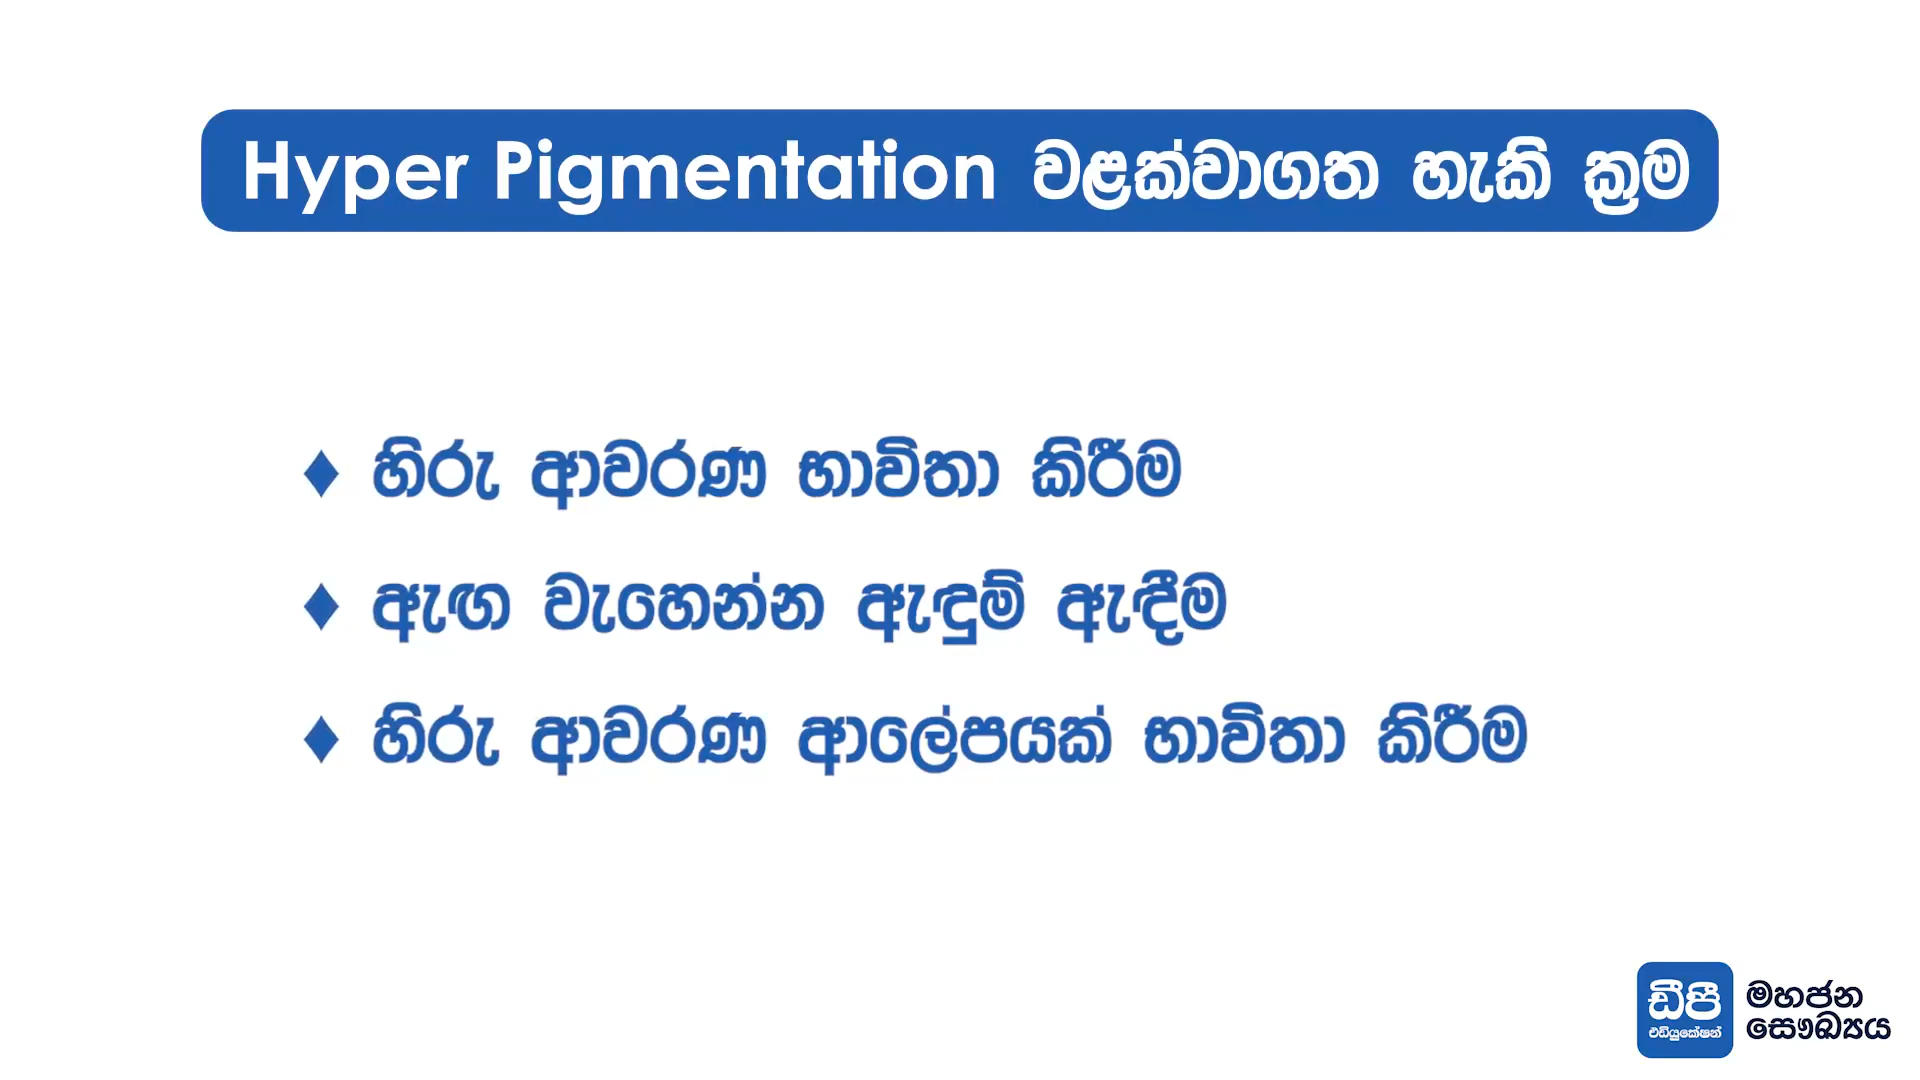 Hyper Pigmentation වළක්වාගත හැකි ක්‍රම
♦ හිරු ආවරණ භාවිතා කිරීම
♦ ඇඟ වැහෙන්න ඇඳුම් ඇඳීම
♦ හිරු ආවරණ ආලේපයක් භාවිතා කිරීම
ඩීපී
එඩියුකේෂන්
මහජන
සෞඛ්‍යය